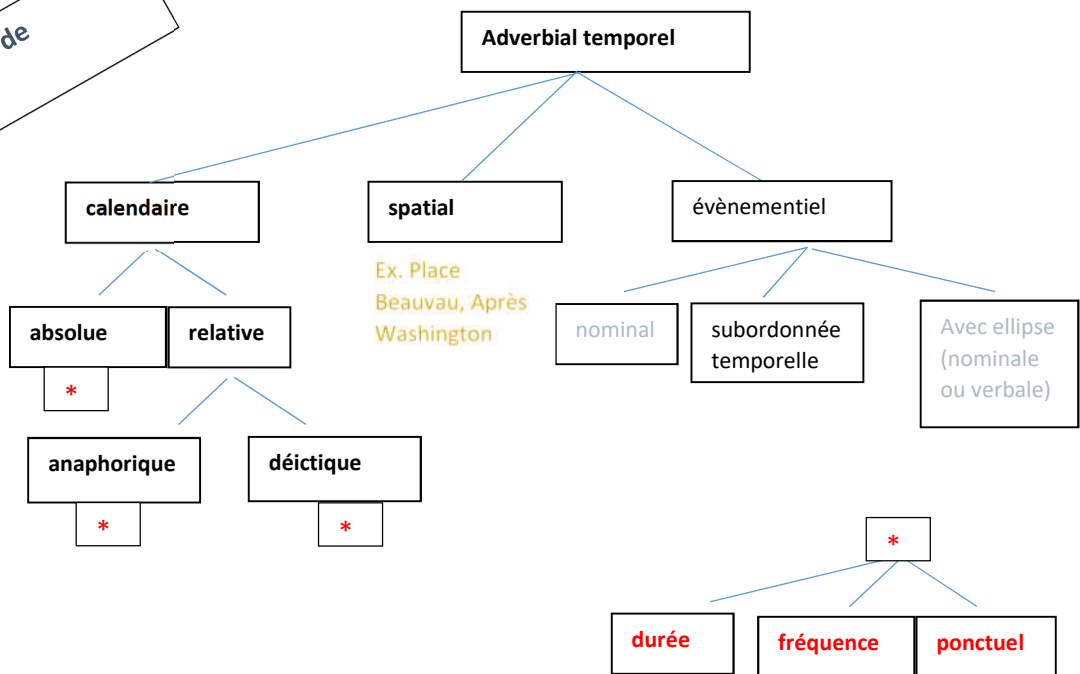 de
Adverbial temporel
calendaire
spatial
évènementiel
Ex. Place
Beauvau, Après
Washington
absolue
relative
nominal
subordonnée
temporelle
Avec ellipse
(nominale
ou verbale)
*
anaphorique
déictique
*
*
*
durée
fréquence
ponctuel